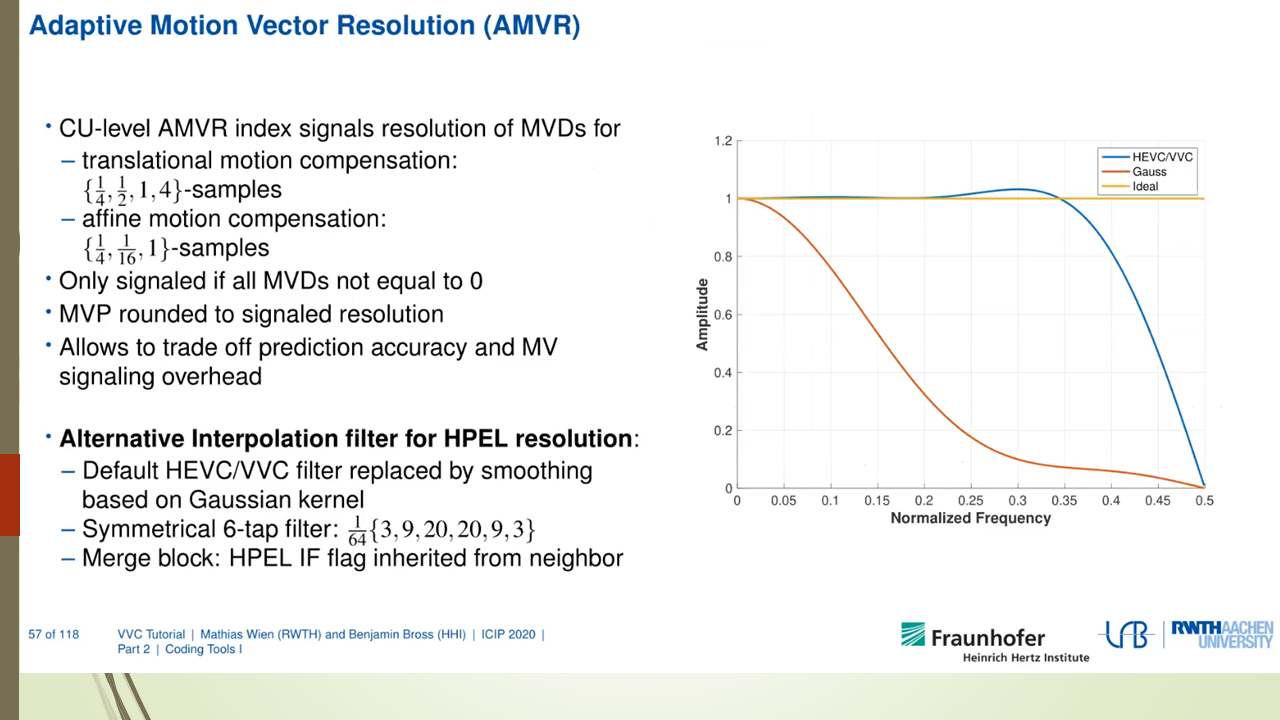 Adaptive Motion Vector Resolution (AMVR)
• CU-level AMVR index signals resolution of MVDs for
– translational motion compensation:
{1/4, 1/2, 1, 4}-samples
– affine motion compensation:
{1/4, 1/16, 1}-samples
• Only signaled if all MVDs not equal to 0
• MVP rounded to signaled resolution
• Allows to trade off prediction accuracy and MV
signaling overhead
• Alternative Interpolation filter for HPEL resolution:
– Default HEVC/VVC filter replaced by smoothing
based on Gaussian kernel
– Symmetrical 6-tap filter: 1/64{3, 9, 20, 20, 9, 3}
– Merge block: HPEL IF flag inherited from neighbor
1.2
1
0.8
0.6
0.4
0.2
0
Amplitude
HEVC/VVC
Gauss
Ideal
0 0.05 0.1 0.15 0.2 0.25 0.3 0.35 0.4 0.45 0.5
Normalized Frequency
57 of 118
VVC Tutorial | Mathias Wien (RWTH) and Benjamin Bross (HHI) | ICIP 2020 |
Part 2 | Coding Tools I
Fraunhofer
Heinrich Hertz Institute
RWTH AACHEN
UNIVERSITY